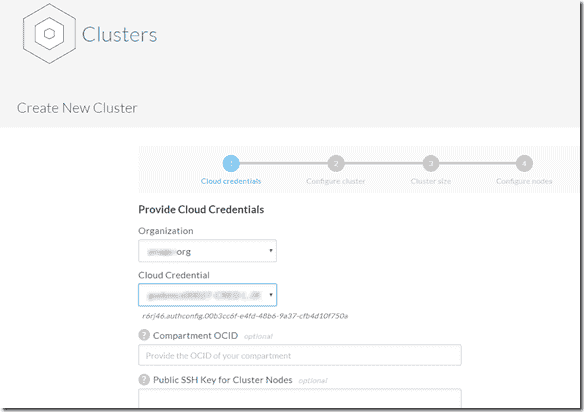 Clusters
Create New Cluster
1 2 3 4
Cloud credentials Configure cluster Cluster size Configure nodes
Provide Cloud Credentials
Organization
-org
Cloud Credential
r6rj46.authconfig.00b3cc6f-e4fd-48b6-9a37-cfb4d10f750a
? Compartment OCID optional
Provide the OCID of your compartment
? Public SSH Key for Cluster Nodes optional